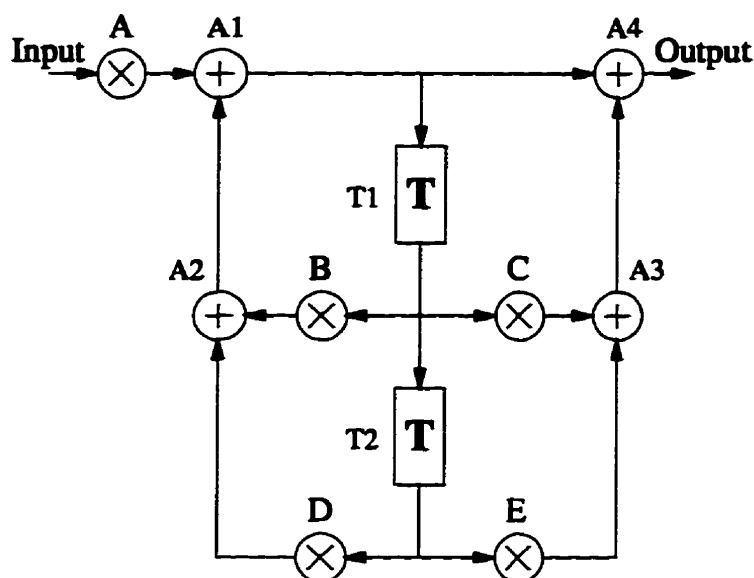 A A1 A4
Input Output
T1 T
A2 B C A3
T2 T
D E